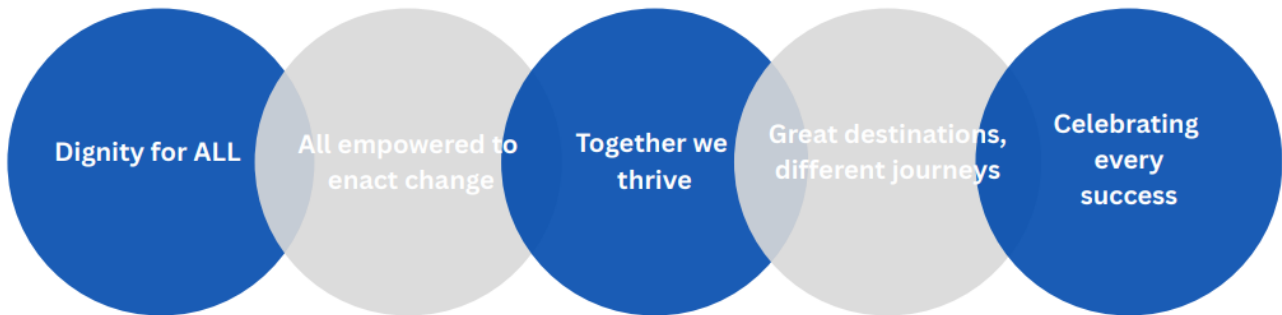 Dignity for ALL
All empowered to
enact change
Together we
thrive
Great destinations,
different journeys
Celebrating
every
success